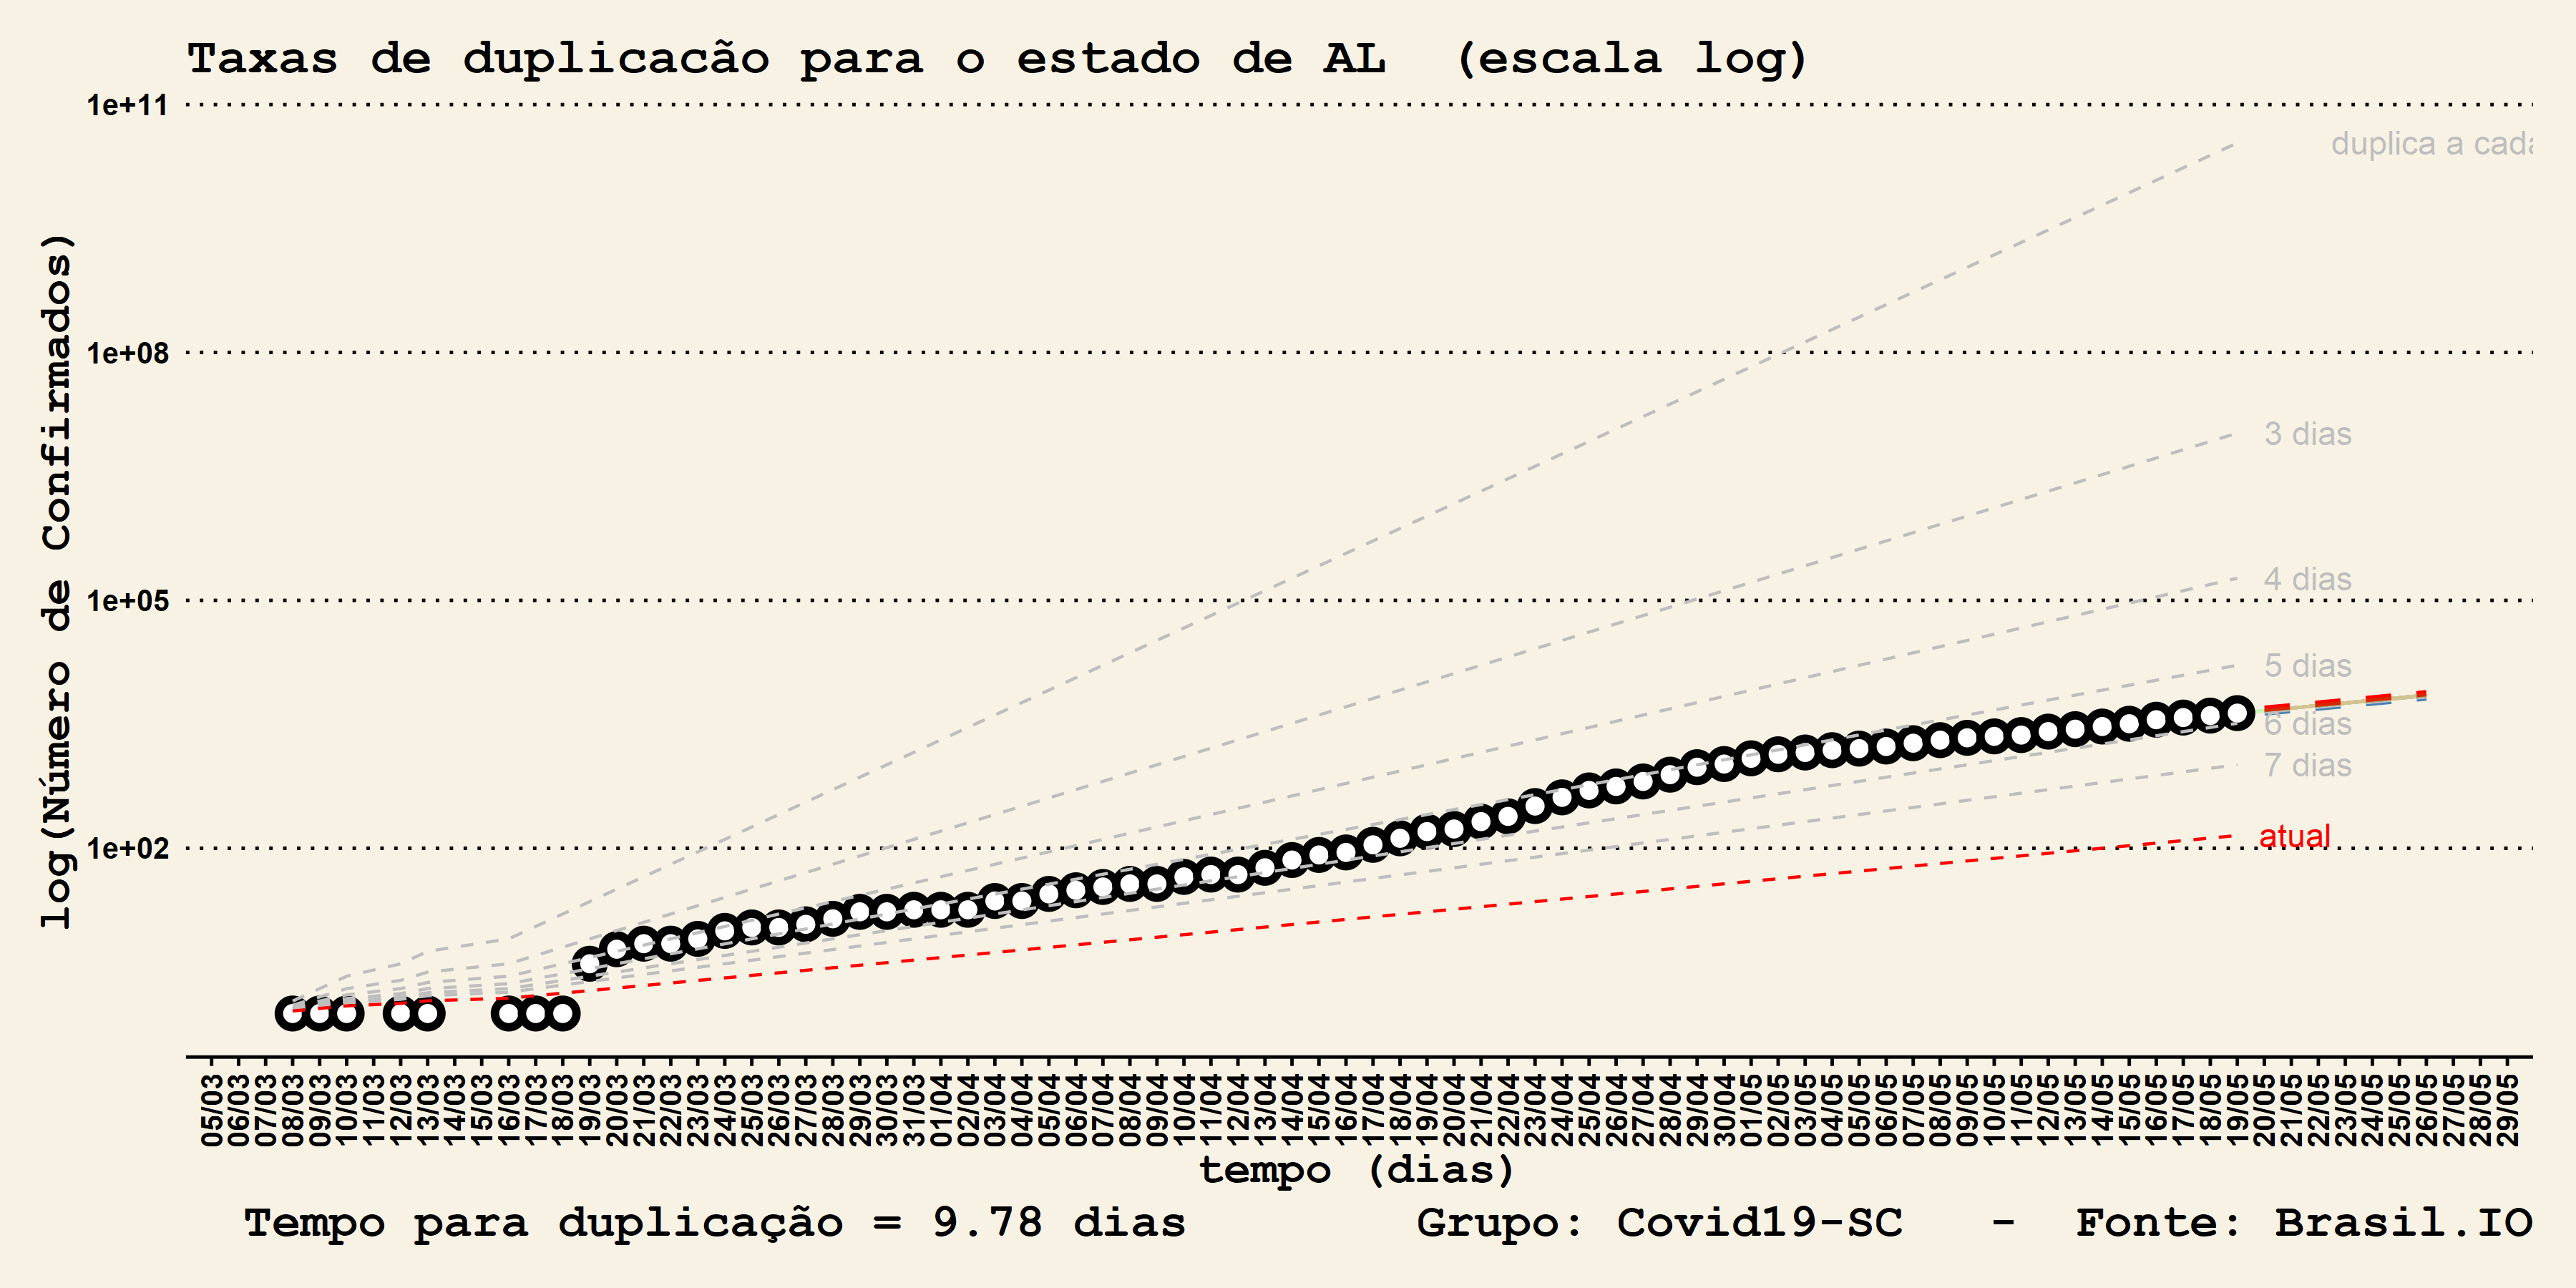 Taxas de duplicacão para o estado de AL (escala log)
log(Número de Confirmados)
1e+11
1e+08
1e+05
1e+02
duplica a cada
3 dias
4 dias
5 dias
6 dias
7 dias
atual
05/03 06/03 07/03 08/03 09/03 10/03 11/03 12/03 13/03 14/03 15/03 16/03 17/03 18/03 19/03 20/03 21/03 22/03 23/03 24/03 25/03 26/03 27/03 28/03 29/03 30/03 31/03 01/04 02/04 03/04 04/04 05/04 06/04 07/04 08/04 09/04 10/04 11/04 12/04 13/04 14/04 15/04 16/04 17/04 18/04 19/04 20/04 21/04 22/04 23/04 24/04 25/04 26/04 27/04 28/04 29/04 30/04 01/05 02/05 03/05 04/05 05/05 06/05 07/05 08/05 09/05 10/05 11/05 12/05 13/05 14/05 15/05 16/05 17/05 18/05 19/05 20/05 21/05 22/05 23/05 24/05 25/05 26/05 27/05 28/05 29/05
tempo (dias)
Tempo para duplicação = 9.78 dias Grupo: Covid19-SC - Fonte: Brasil.IO